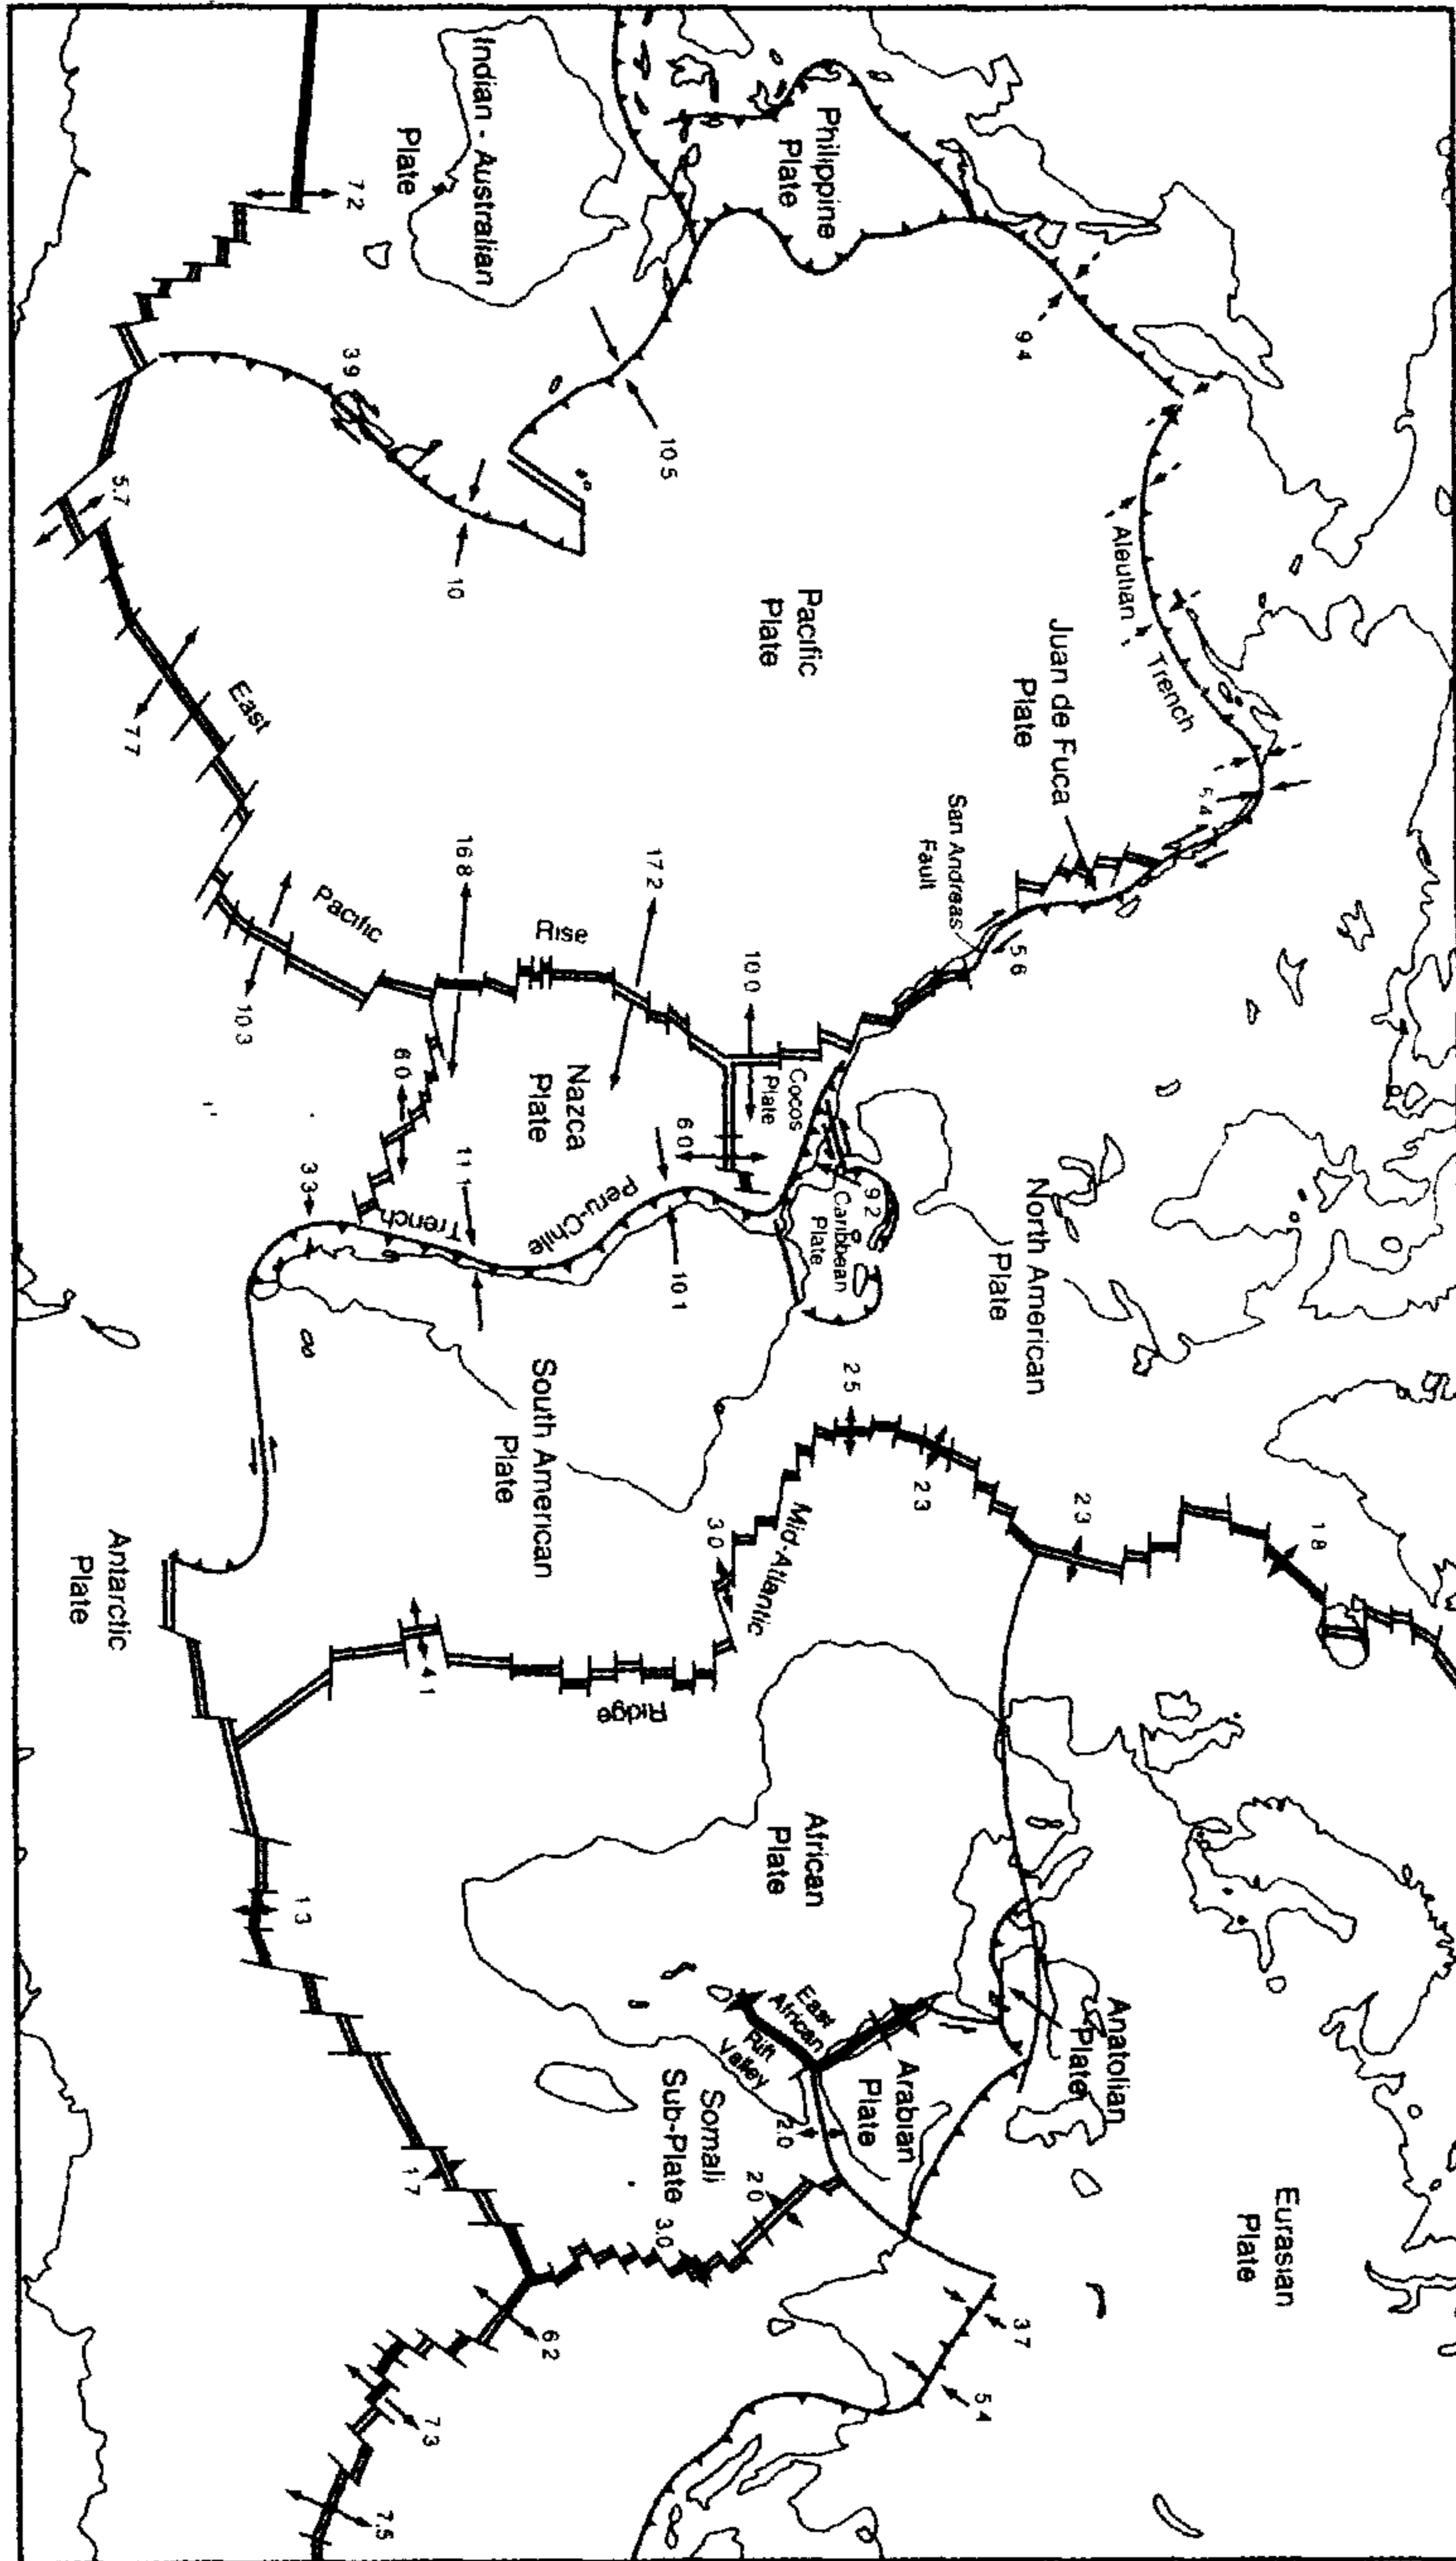 Indian - Australian
Plate
Philippine
Plate
Pacific
Plate
Aleutian
Trench
Juan de Fuca
Plate
San Andreas
Fault
East
Pacific
Rise
Nazca
Plate
Cocos
Plate
Peru-Chile
Trench
Caribbean
Plate
North American
Plate
South American
Plate
Antarctic
Plate
Mid-Atlantic
Ridge
African
Plate
East
African
Rift
Valley
Arabian
Plate
Anatolian
Plate
Somali
Sub-Plate
Eurasian
Plate
7 2
9 4
3 9
10 5
10
5.7
7 7
5 4
5 6
16 8
17 2
10 0
10 3
6 0
6 0
11 1
3 3
10 1
9 2
2 5
2 3
2 3
1 8
3 0
4 1
1 3
1 7
2.0
2 0
3.0
6 2
7 3
7.5
3 7
5 4